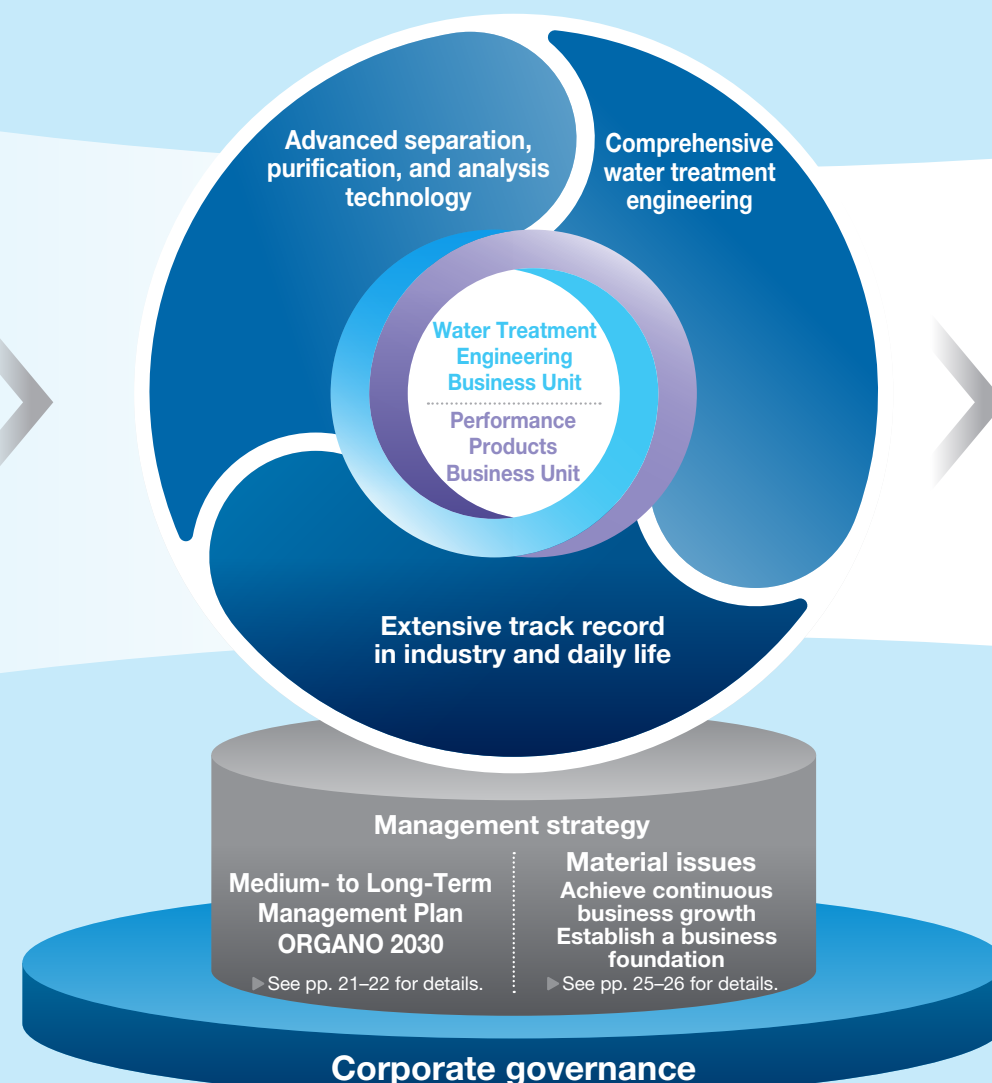 Advanced separation,
purification, and analysis
technology
Comprehensive
water treatment
engineering
Water Treatment
Engineering
Business Unit
Performance
Products
Business Unit
Extensive track record
in industry and daily life
Management strategy
Medium- to Long-Term
Management Plan
ORGANO 2030
▶See pp. 21–22 for details.
Material issues
Achieve continuous
business growth
Establish a business
foundation
▶See pp. 25–26 for details.
Corporate governance